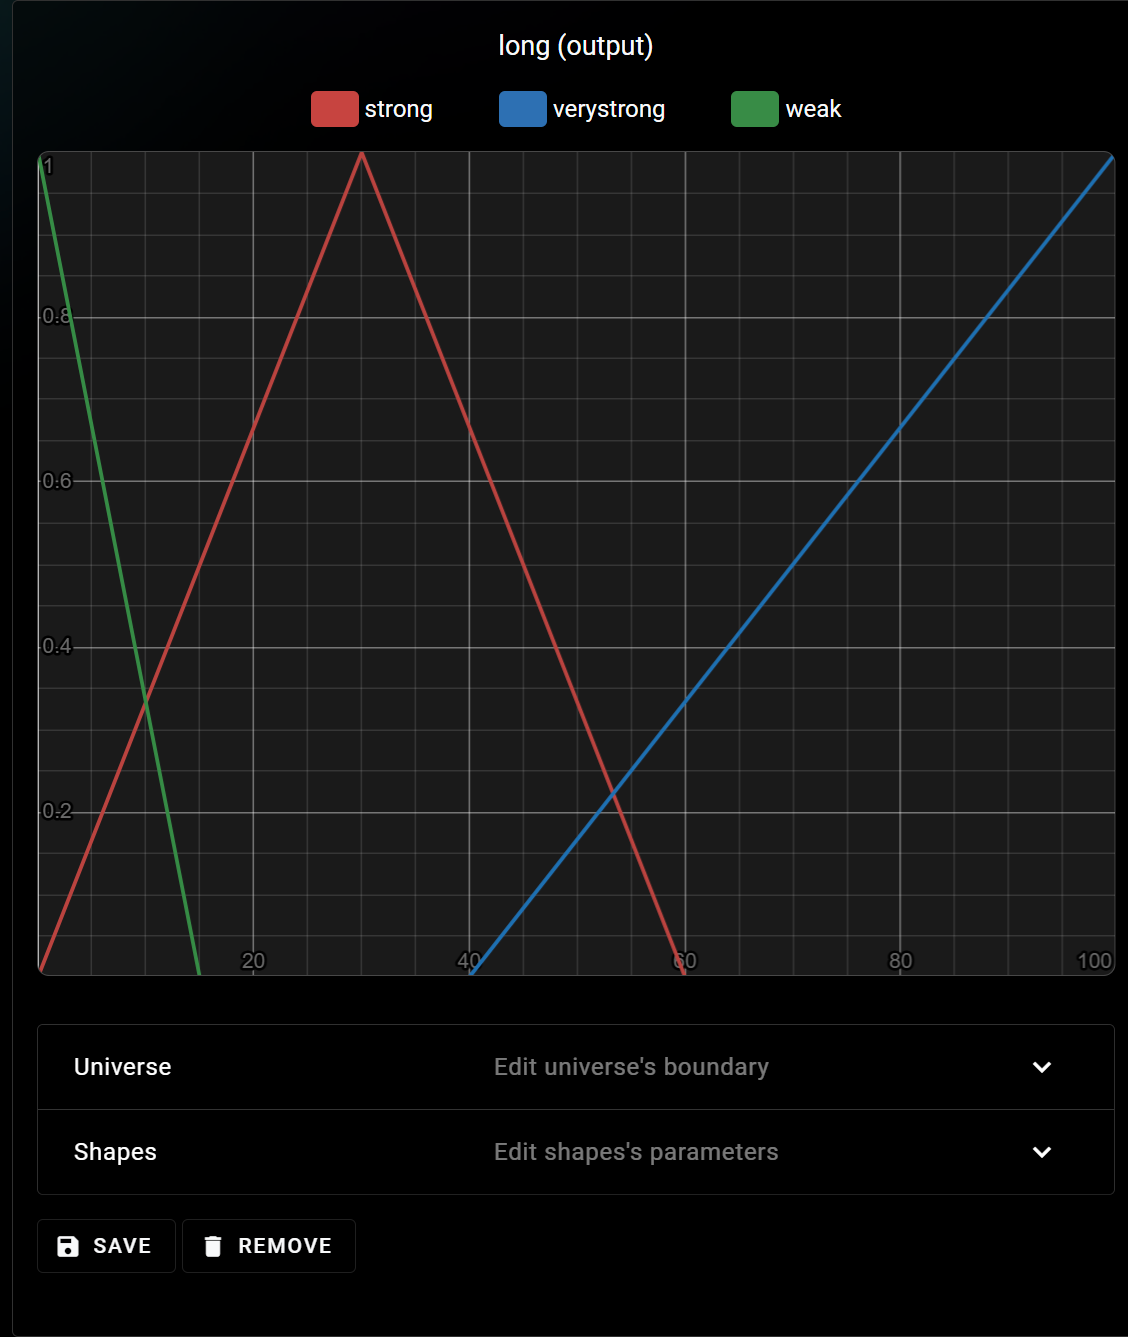 long (output)
strong verystrong weak
1
0.8
0.6
0.4
0.2
20 40 60 80 100
Universe Edit universe's boundary
Shapes Edit shapes's parameters
SAVE REMOVE